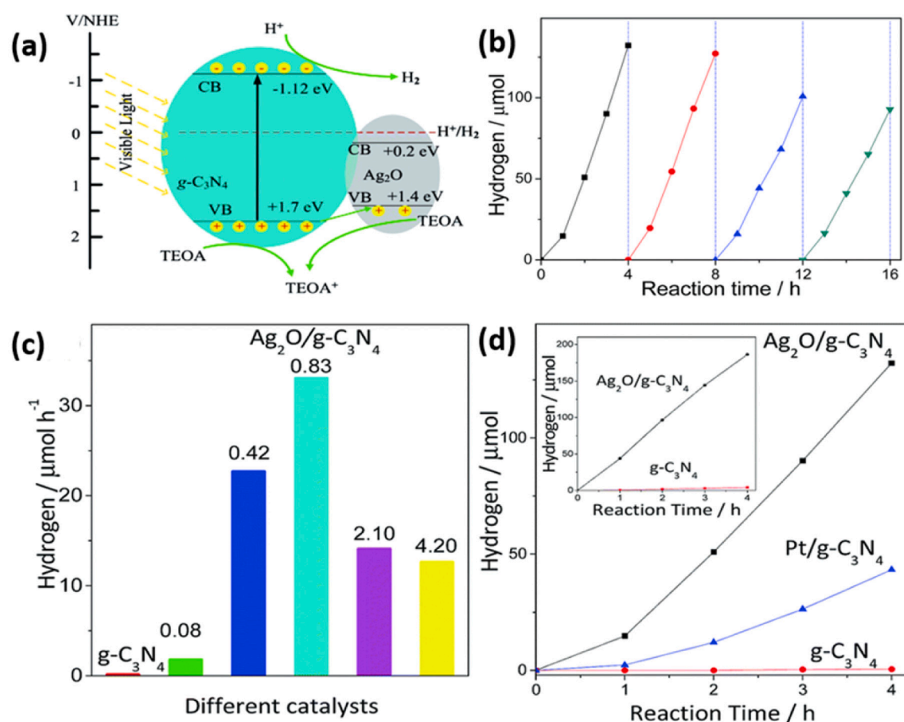 (a)
V/NHE
-1
0
1
2
Visible Light
H⁺
H₂
CB
-1.12 eV
H⁺/H₂
CB
+0.2 eV
Ag₂O
g-C₃N₄
VB
+1.7 eV
VB
+1.4 eV
TEOA
TEOA
TEOA⁺
(b)
Hydrogen / μmol
100
50
0
0 4 8 12 16
Reaction time / h
(c)
Hydrogen / μmol h⁻¹
30
20
10
0
Ag₂O/g-C₃N₄
0.83
0.42
2.10
4.20
0.08
g-C₃N₄
Different catalysts
(d)
Hydrogen / μmol
100
50
0
Ag₂O/g-C₃N₄
Pt/g-C₃N₄
g-C₃N₄
0 1 2 3 4
Reaction Time / h
Hydrogen / μmol
200
150
100
50
0
Ag₂O/g-C₃N₄
g-C₃N₄
0 1 2 3 4
Reaction Time / h